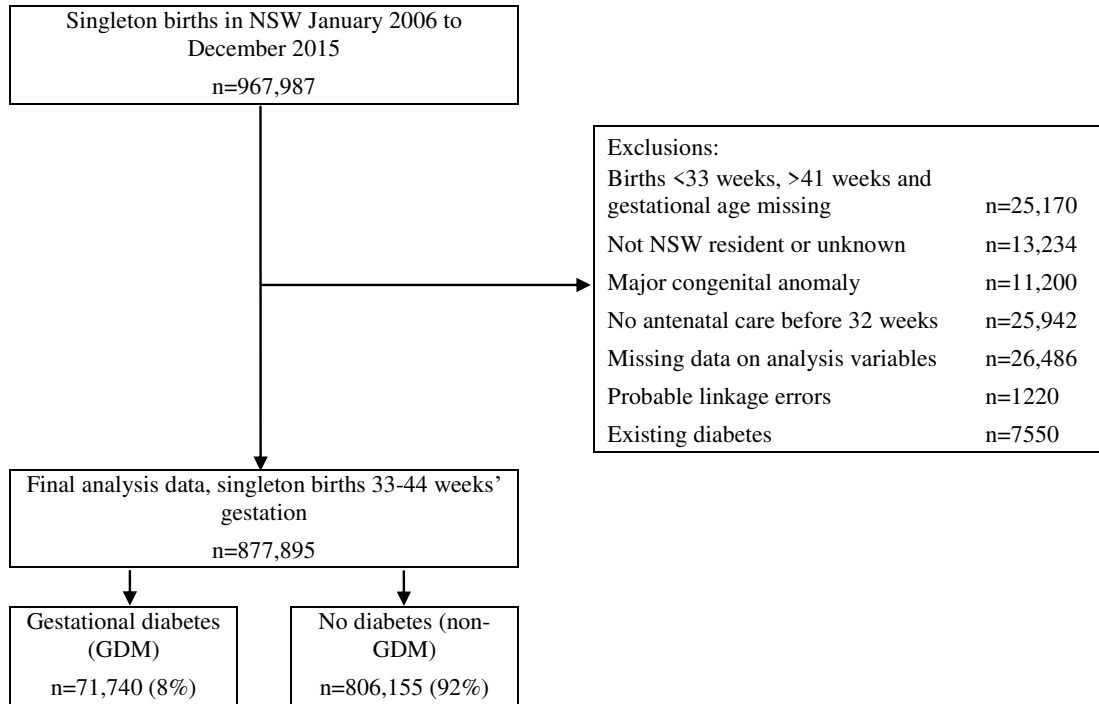 Singleton births in NSW January 2006 to
December 2015
n=967,987
Exclusions:
Births <33 weeks, >41 weeks and
gestational age missing n=25,170
Not NSW resident or unknown n=13,234
Major congenital anomaly n=11,200
No antenatal care before 32 weeks n=25,942
Missing data on analysis variables n=26,486
Probable linkage errors n=1220
Existing diabetes n=7550
Final analysis data, singleton births 33-44 weeks’
gestation
n=877,895
Gestational diabetes
(GDM)
n=71,740 (8%)
No diabetes (non-
GDM)
n=806,155 (92%)